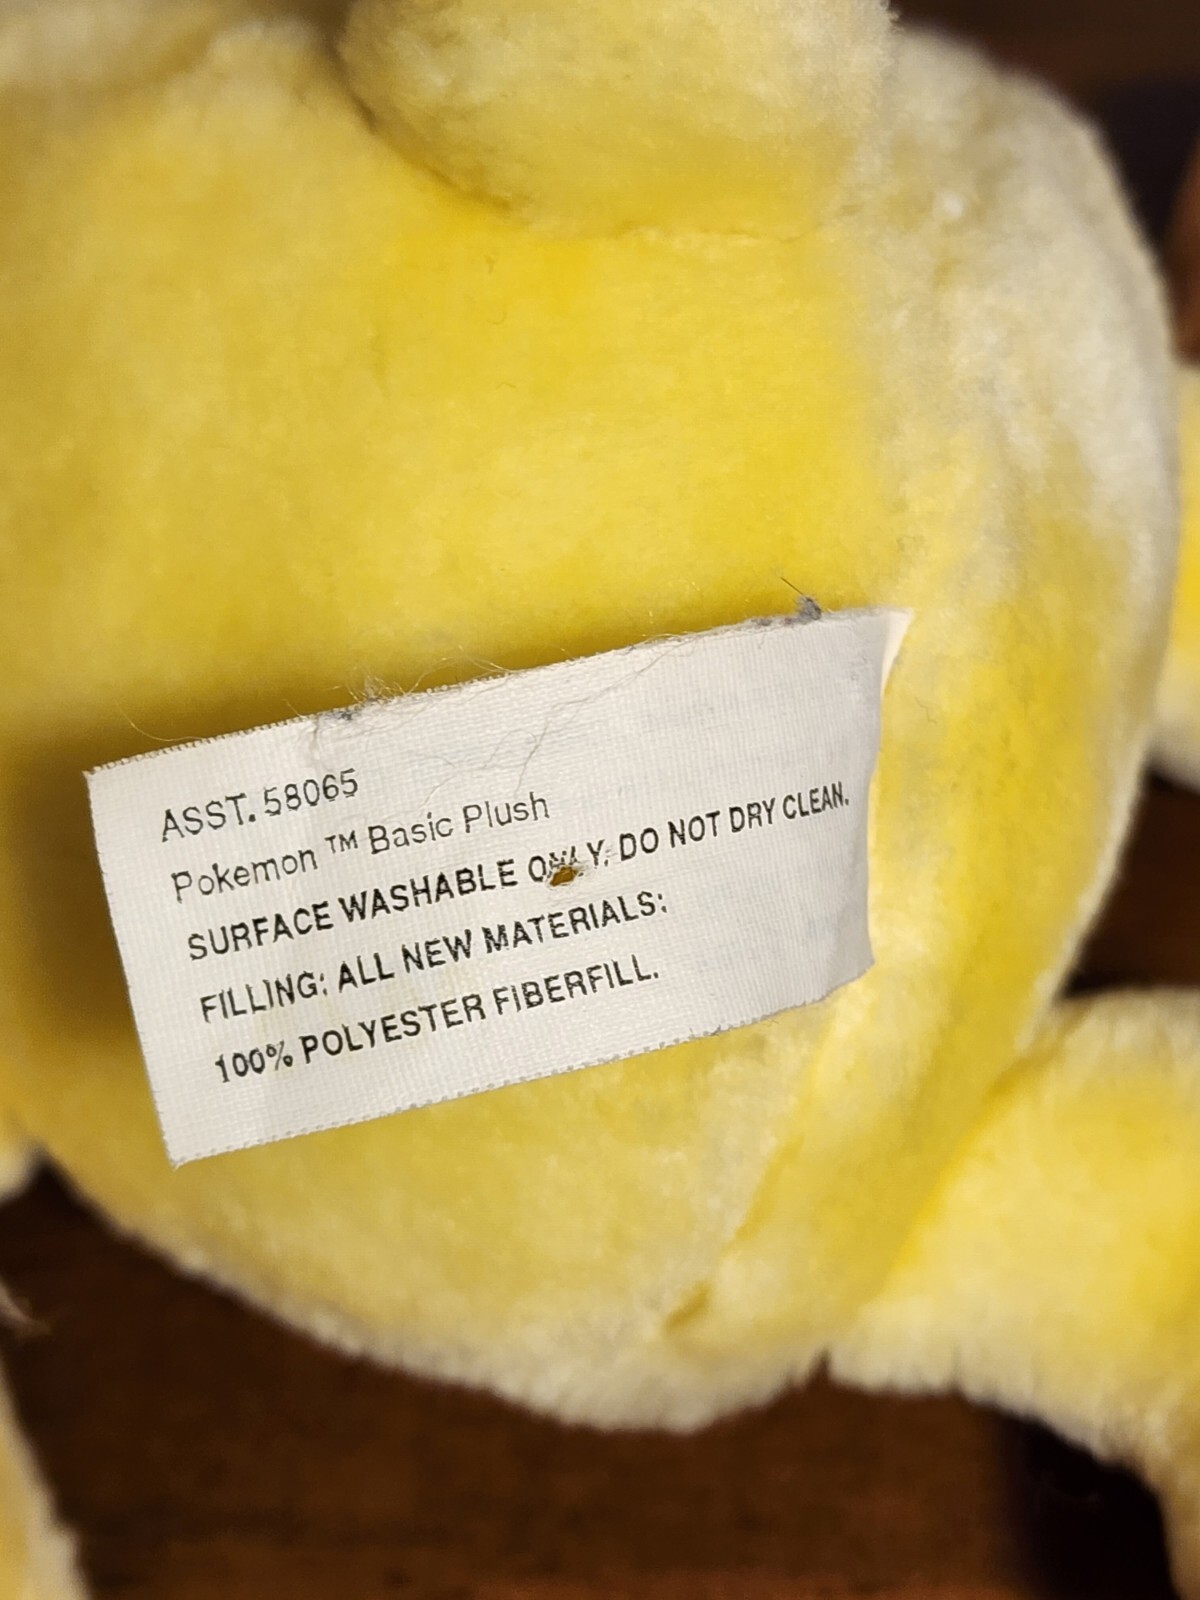 ASST. 58065
Pokemon ™ Basic Plush
SURFACE WASHABLE ONLY. DO NOT DRY CLEAN.
FILLING: ALL NEW MATERIALS:
100% POLYESTER FIBERFILL.